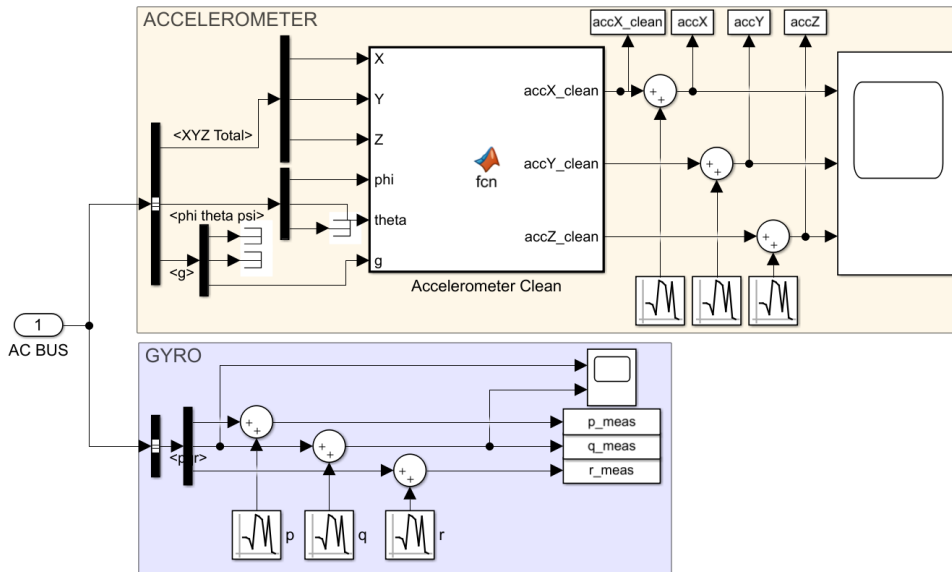 ACCELEROMETER
accX_clean
accX
accY
accZ
X
Y
Z
phi
theta
g
fcn
accX_clean
accY_clean
accZ_clean
Accelerometer Clean
<XYZ Total>
<phi theta psi>
<g>
1
AC BUS
GYRO
<pqr>
p_meas
q_meas
r_meas
p
q
r